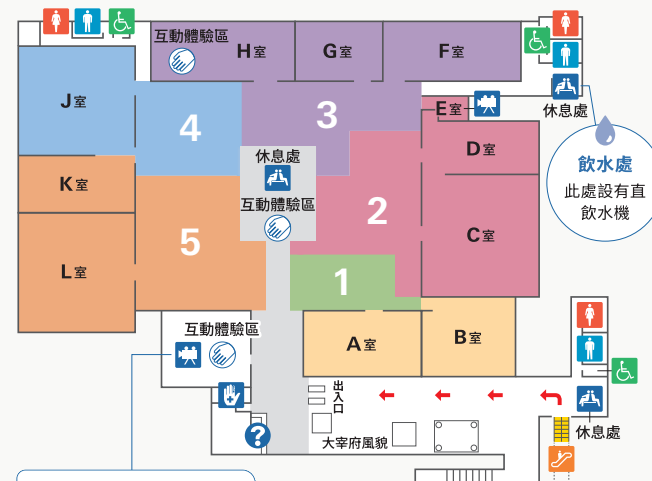 互動體驗區
H室
G室
F室
休息處
J室
4
3
E室
D室
飲水處
此處設有直
飲水機
休息處
互動體驗區
K室
2
C室
5
L室
1
互動體驗區
A室
B室
出入口
大宰府風貌
休息處
?